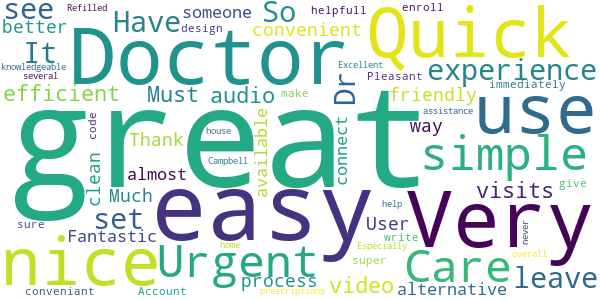 Refilled
see
Have
someone
So
helpfull
enroll
better
design
It
convenient
Doctor
Quick
knowledgeable
Excellent
experience
several
Pleasant
immediately
efficient
Must
audio
Dr
make
friendly
use
great
code
Thank
house
available
connect
way
simple
clean
almost
Campbell
assistance
easy
Very
visits
give
Much
set
help
User
never
sure
Fantastic
write
nice
Urgent
home
Especially
super
Care
overall
leave
process
video
alternative
conveniant
Account
prescriptions